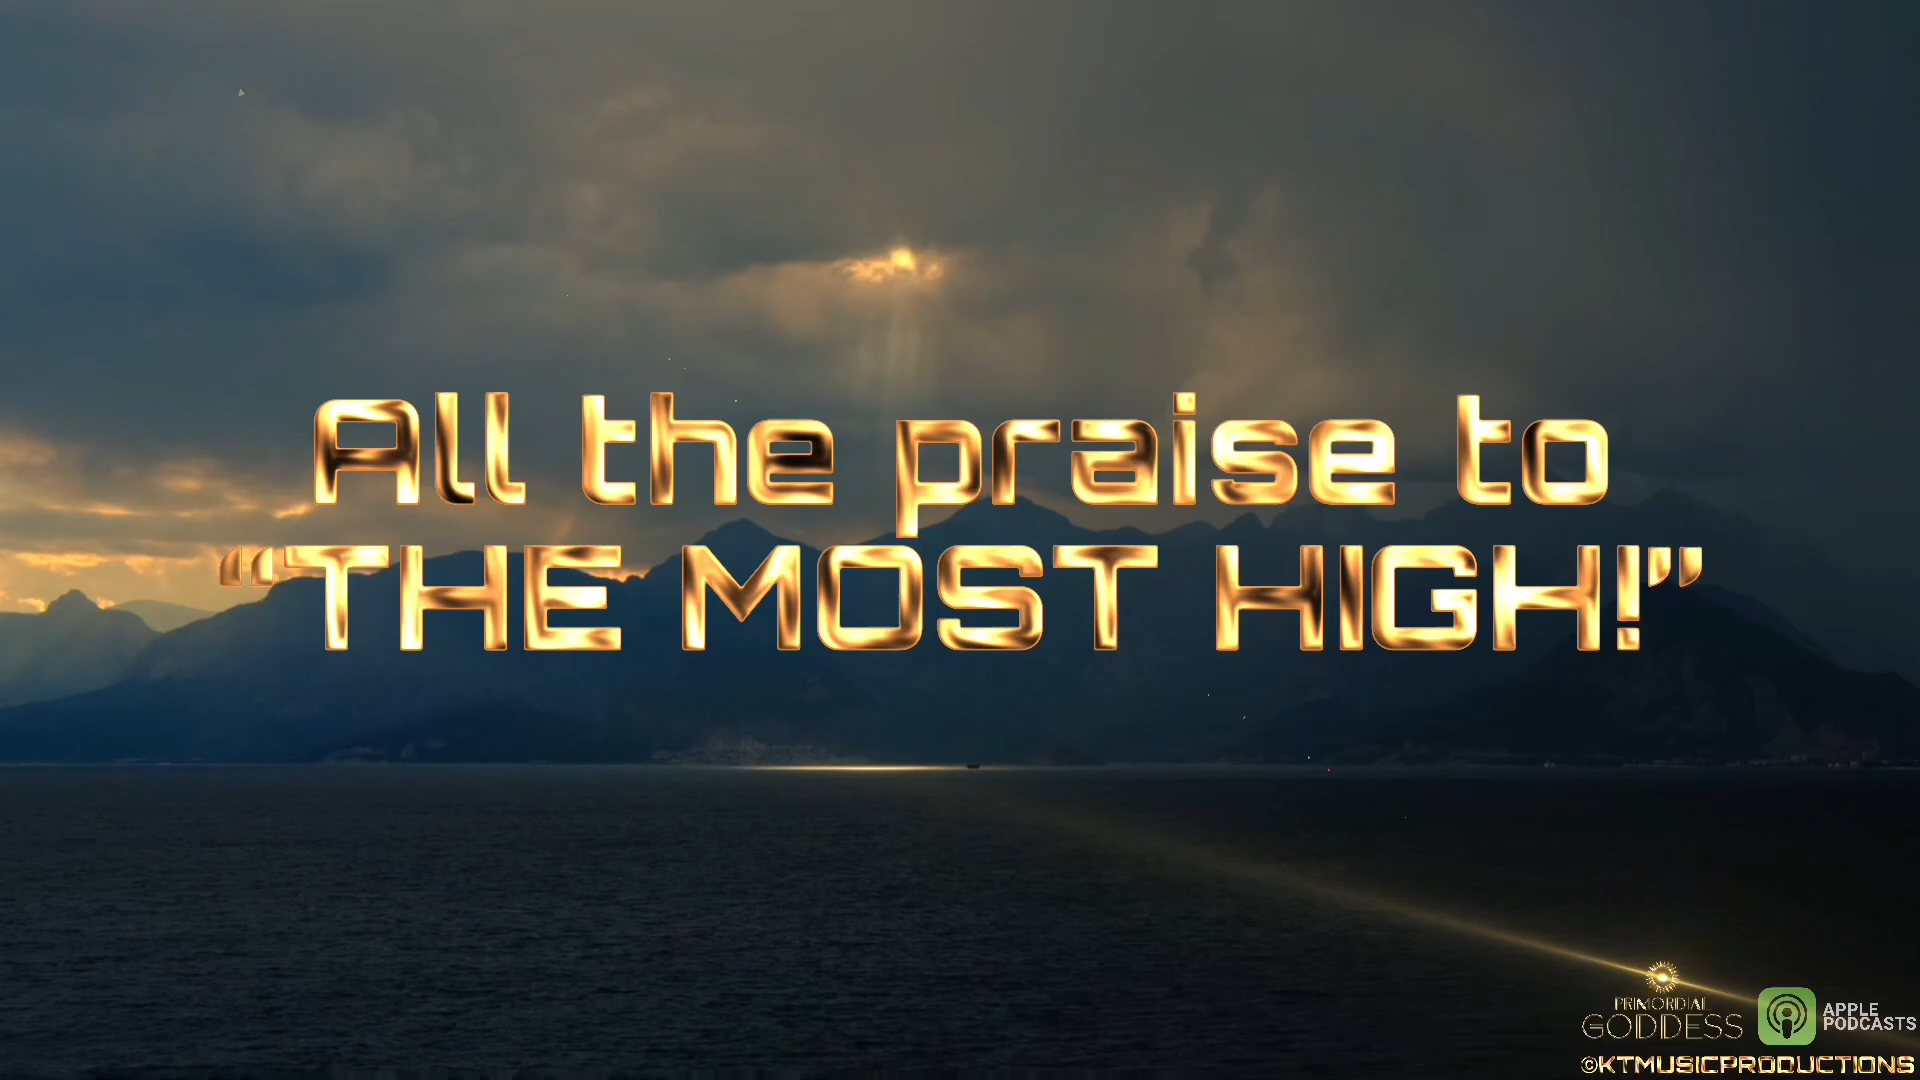 All the praise to
“THE MOST HIGH!”
PRIMORDIAL
GODDESS
APPLE
PODCASTS
©KTMUSICPRODUCTIONS